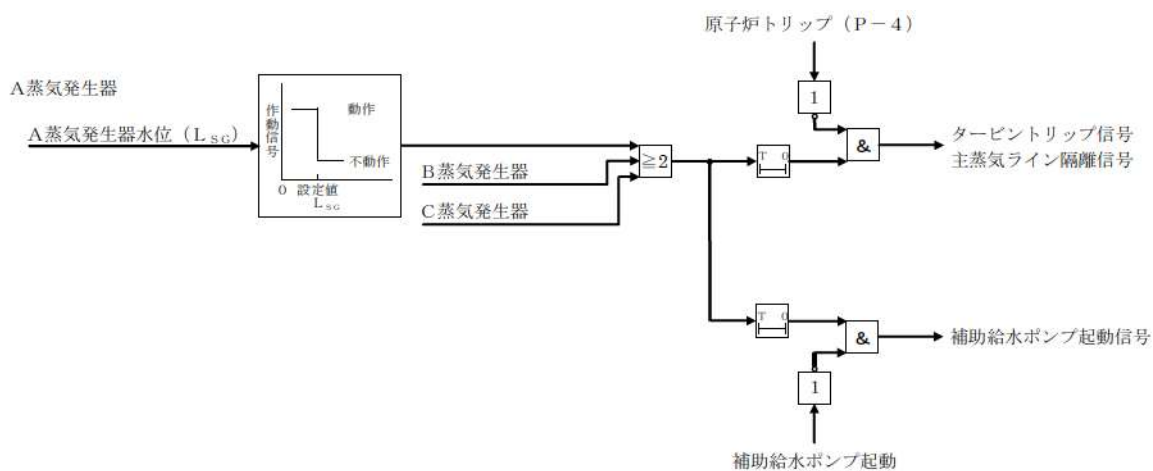 原子炉トリップ（Ｐ－４）
1
A蒸気発生器
A蒸気発生器水位（ＬSG）
作動信号
動作
不動作
0 設定値
ＬSG
B蒸気発生器
C蒸気発生器
≧2
T 0
&
タービントリップ信号
主蒸気ライン隔離信号
T 0
&
補助給水ポンプ起動信号
1
補助給水ポンプ起動